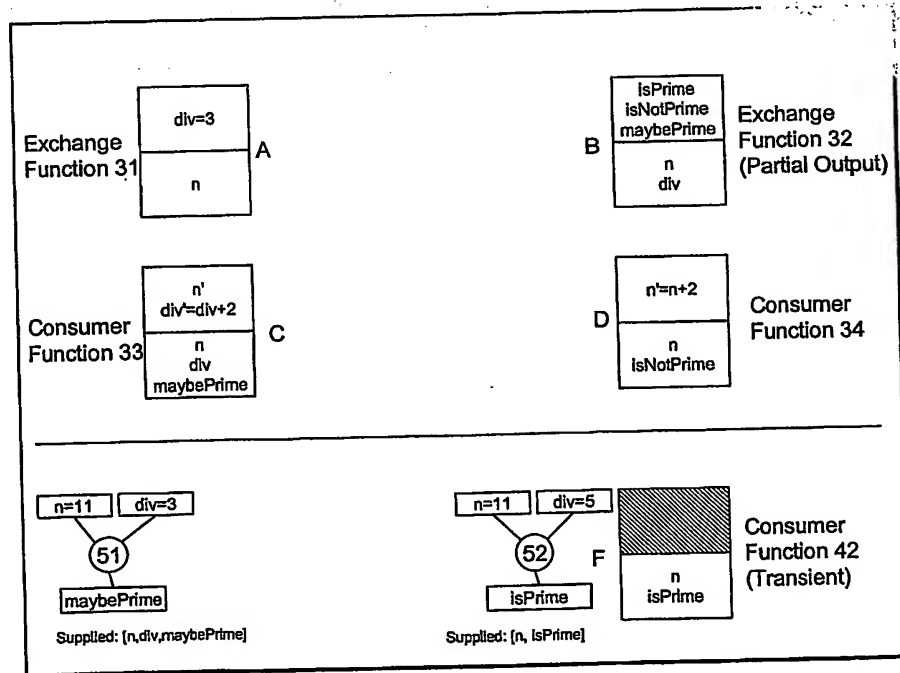 Exchange
Function 31
div=3
n
A
B
isPrime
isNotPrime
maybePrime
n
div
Exchange
Function 32
(Partial Output)
Consumer
Function 33
n'
div'=div+2
n
div
maybePrime
C
D
n'=n+2
n
isNotPrime
Consumer
Function 34
n=11
div=3
51
maybePrime
Supplied: [n,div,maybePrime]
n=11
div=5
52
isPrime
Supplied: [n, isPrime]
F
n
isPrime
Consumer
Function 42
(Transient)